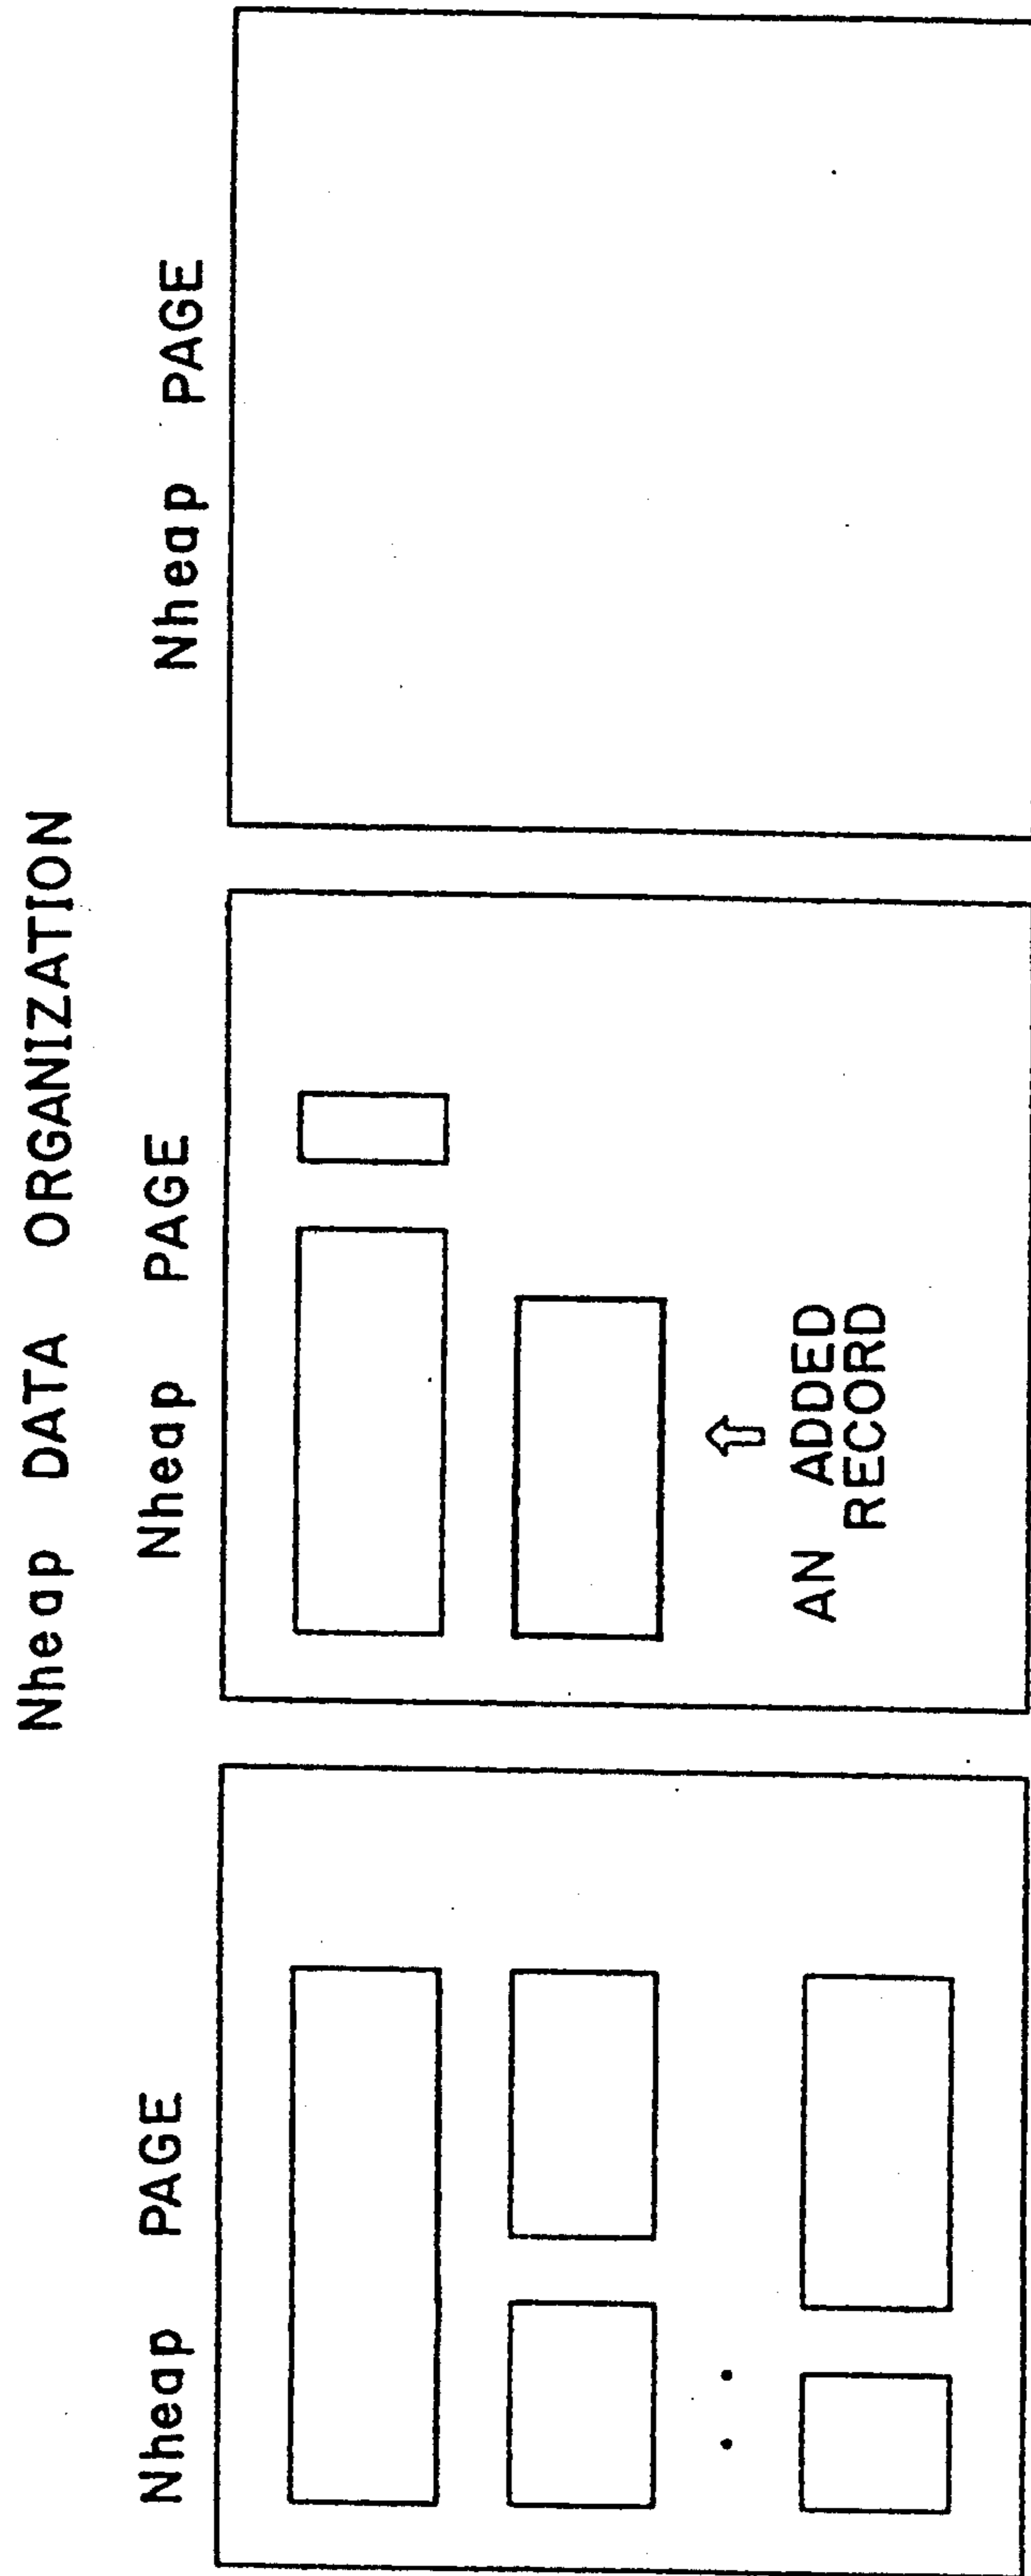 Nheap DATA ORGANIZATION
Nheap PAGE
Nheap PAGE
AN ADDED
RECORD
Nheap PAGE